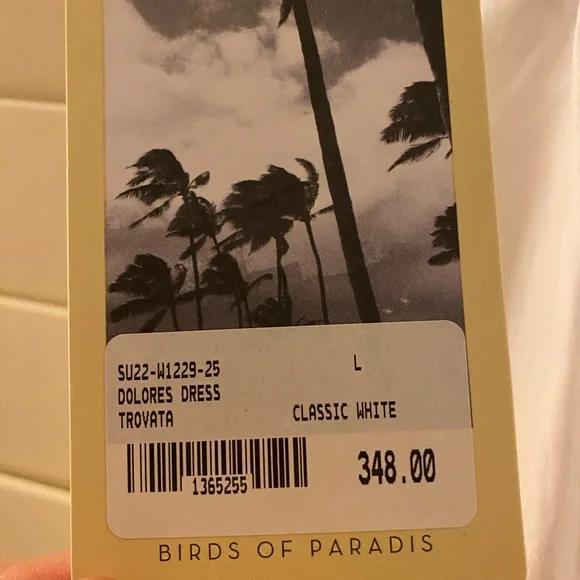 SU22-W1229-25 L
DOLORES DRESS
TROVATA CLASSIC WHITE
1365255 348.00
BIRDS OF PARADIS